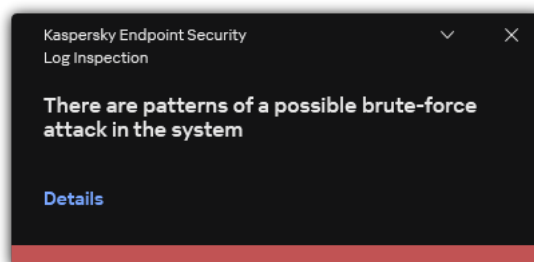 Kaspersky Endpoint Security
Log Inspection
There are patterns of a possible brute-force
attack in the system
Details